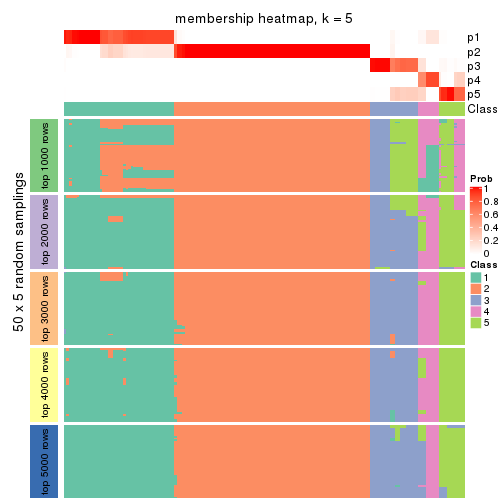 membership heatmap, k = 5
p1
p2
p3
p4
p5
Class
50 x 5 random samplings
top 1000 rows
top 2000 rows
top 3000 rows
top 4000 rows
top 5000 rows
Prob
1
0.8
0.6
0.4
0.2
0
Class
1
2
3
4
5